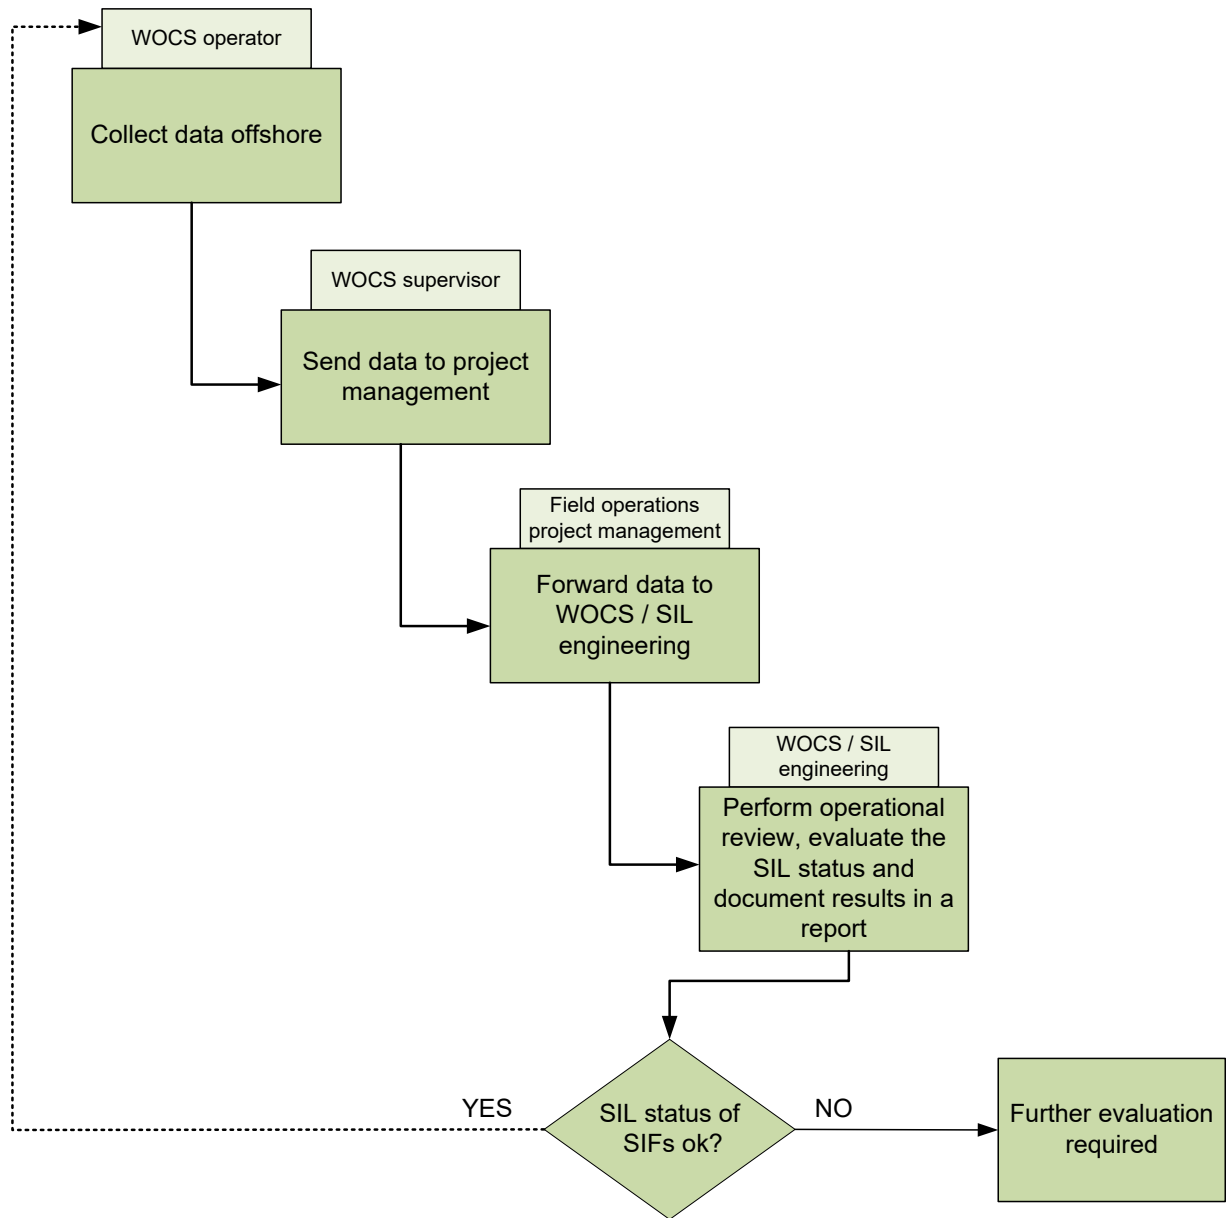 WOCS operator
Collect data offshore
WOCS supervisor
Send data to project
management
Field operations
project management
Forward data to
WOCS / SIL
engineering
WOCS / SIL
engineering
Perform operational
review, evaluate the
SIL status and
document results in a
report
YES
SIL status of
SIFs ok?
NO
Further evaluation
required